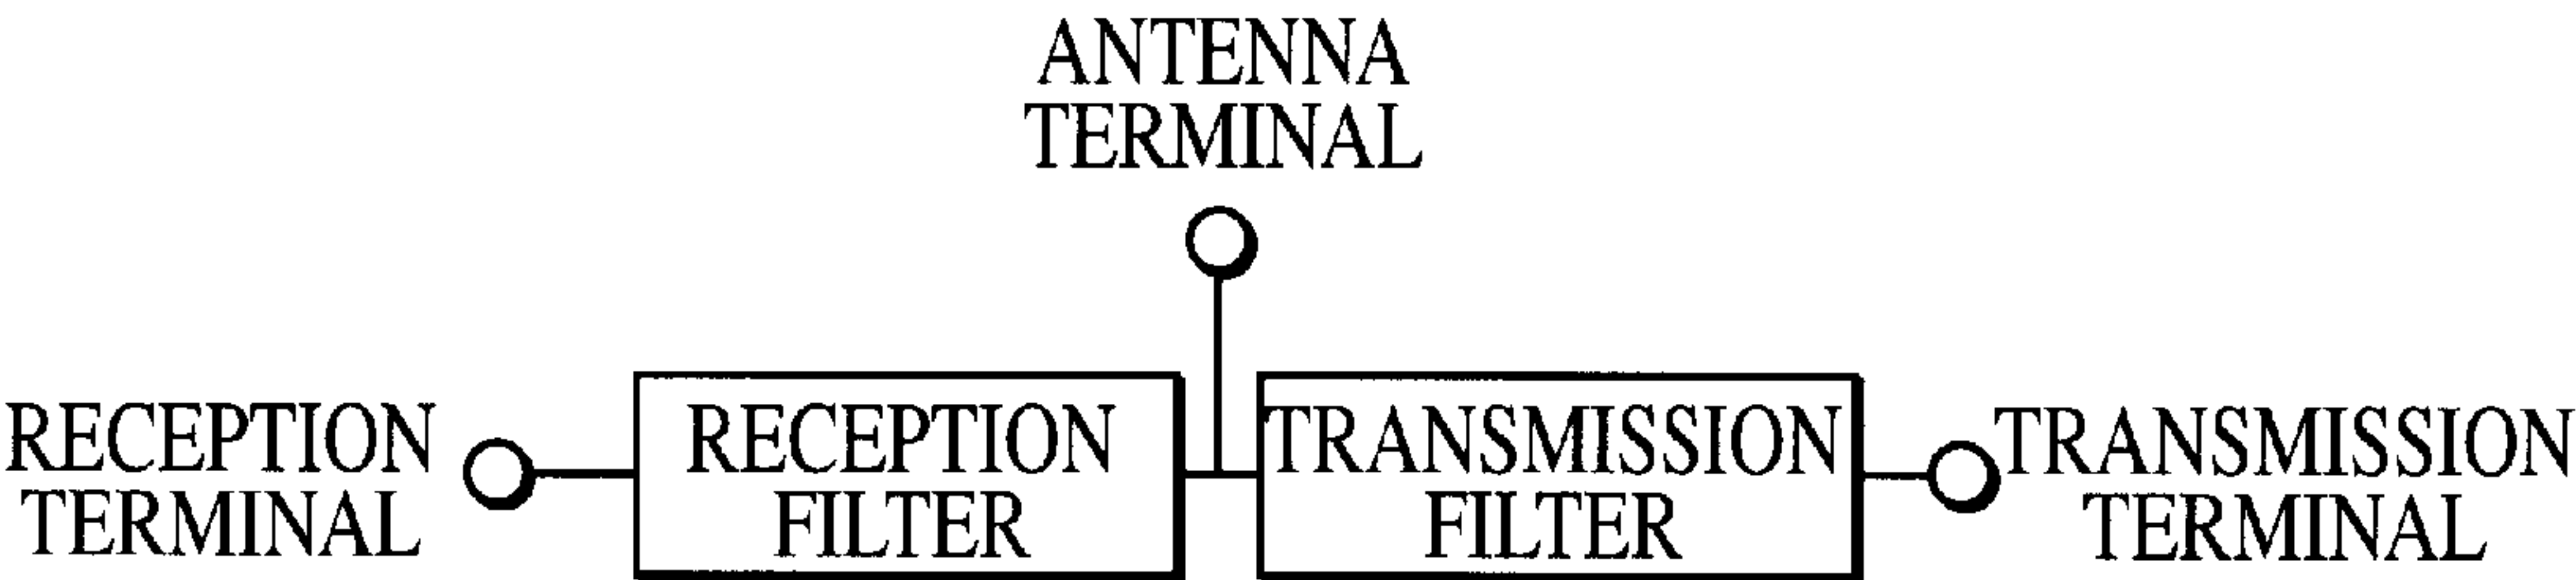 ANTENNA
TERMINAL
RECEPTION
TERMINAL
RECEPTION
FILTER
TRANSMISSION
FILTER
TRANSMISSION
TERMINAL